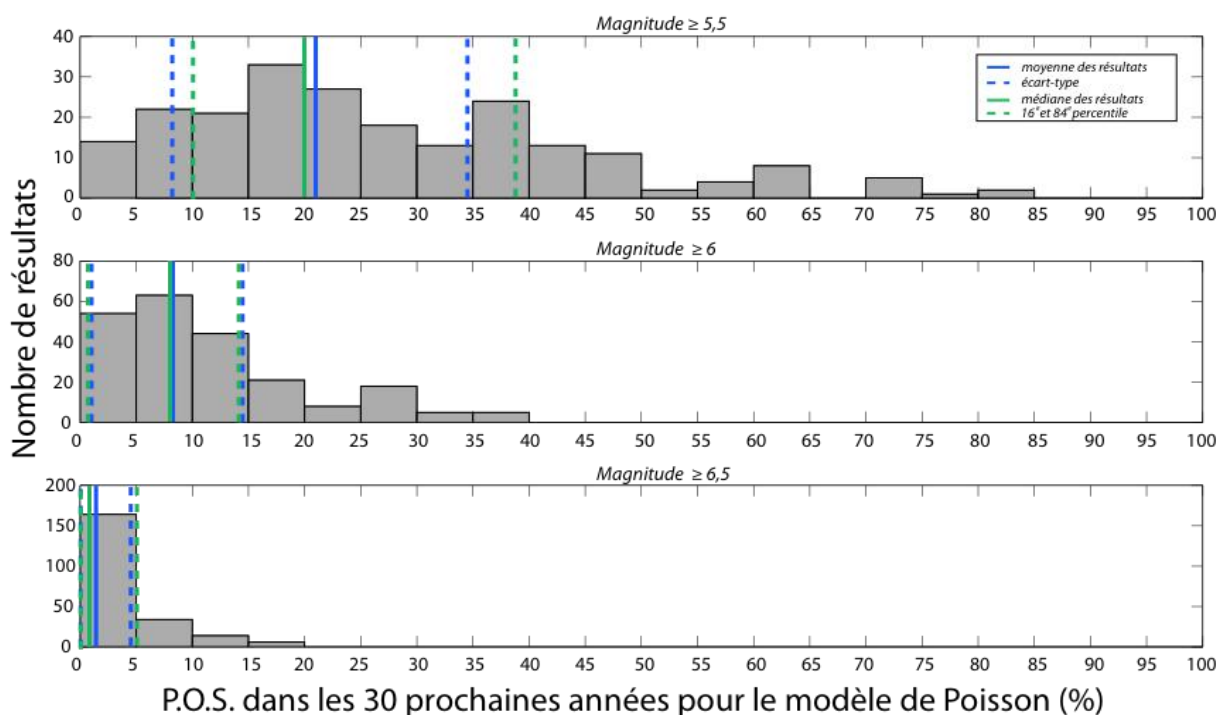 Magnitude ≥ 5,5
40
30
20
10
0
moyenne des résultats
écart-type
médiane des résultats
16e et 84e percentile
0 5 10 15 20 25 30 35 40 45 50 55 60 65 70 75 80 85 90 95 100
Magnitude ≥ 6
80
60
40
20
0
0 5 10 15 20 25 30 35 40 45 50 55 60 65 70 75 80 85 90 95 100
Nombre de résultats
Magnitude ≥ 6,5
200
150
100
50
0
0 5 10 15 20 25 30 35 40 45 50 55 60 65 70 75 80 85 90 95 100
P.O.S. dans les 30 prochaines années pour le modèle de Poisson (%)